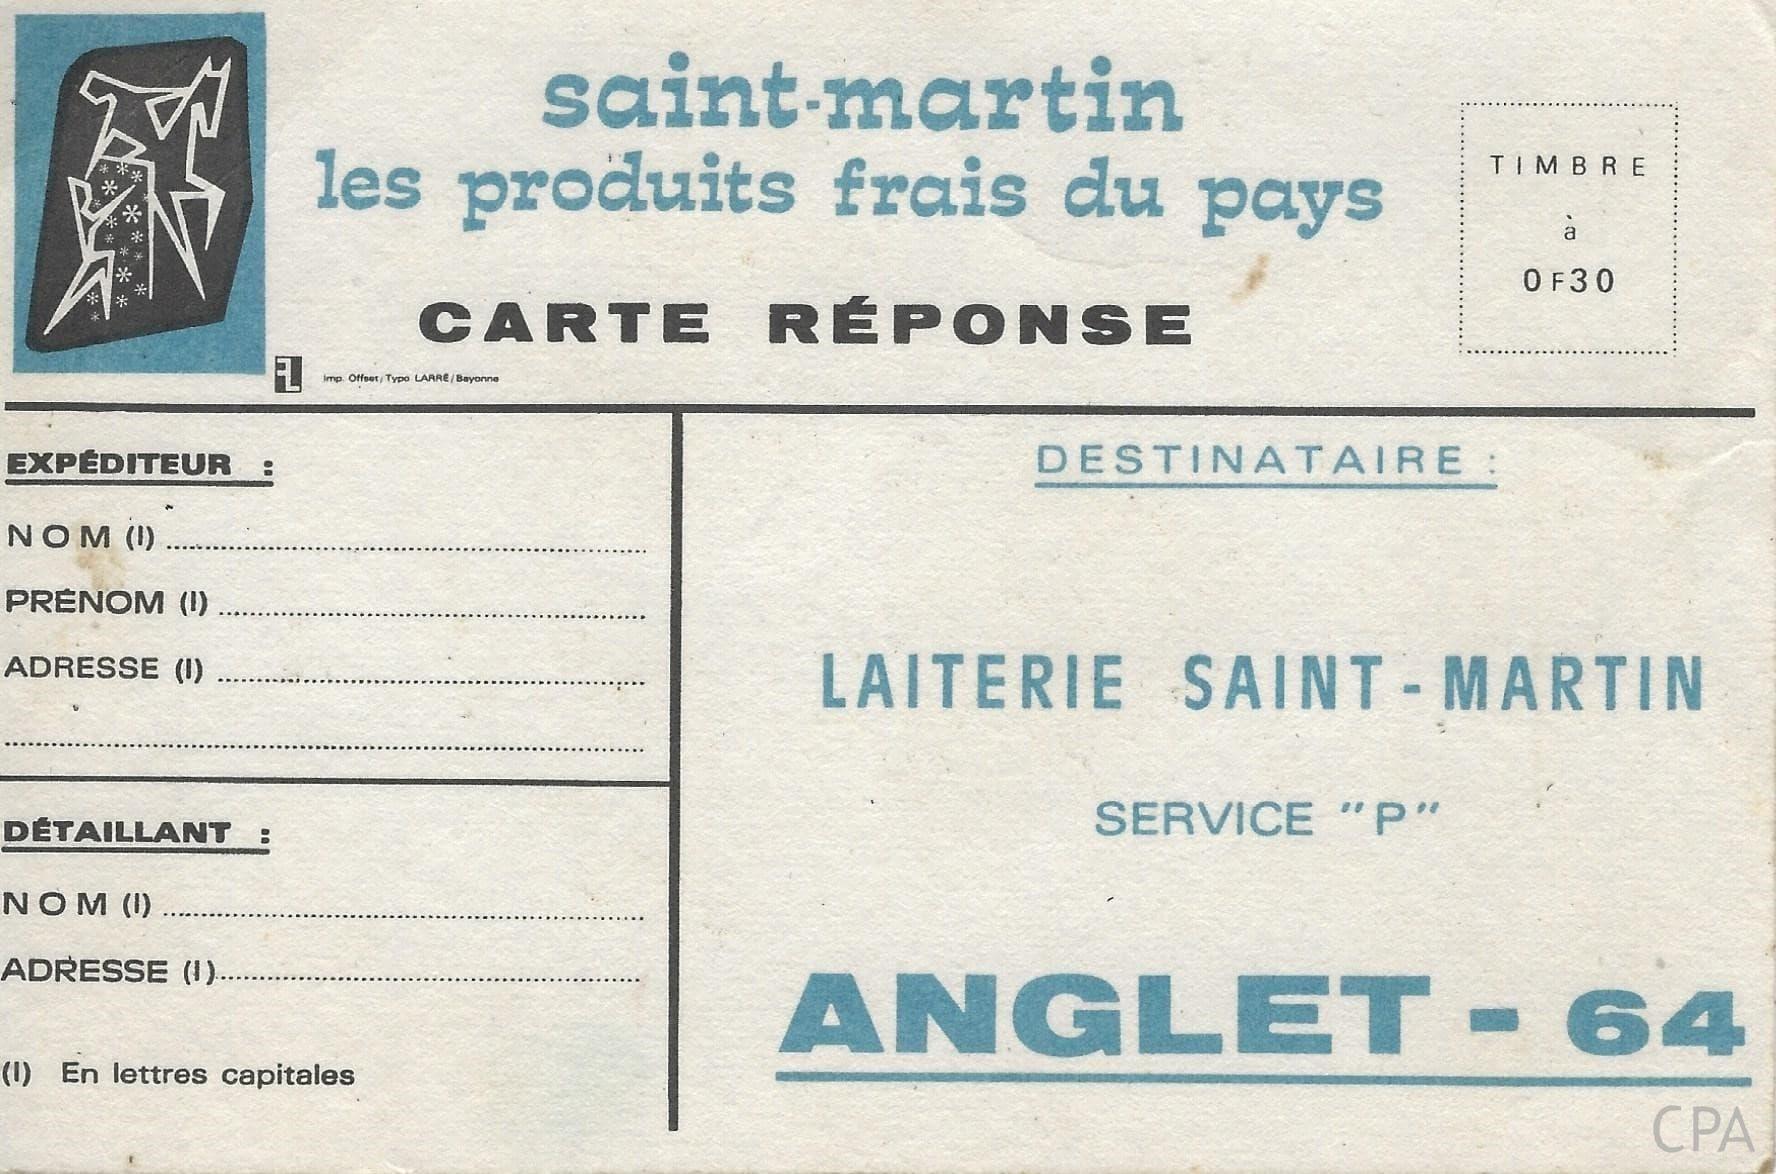 saint-martin
les produits frais du pays
CARTE RÉPONSE
TIMBRE
à
0F30
FL
Imp. Offset/Typo LARRÉ/Bayonne
EXPÉDITEUR :
NOM (I)
PRÉNOM (I)
ADRESSE (I)
DÉTAILLANT :
NOM (I)
ADRESSE (I)
(I) En lettres capitales
DESTINATAIRE :
LAITERIE SAINT-MARTIN
SERVICE "P"
ANGLET - 64
CPA